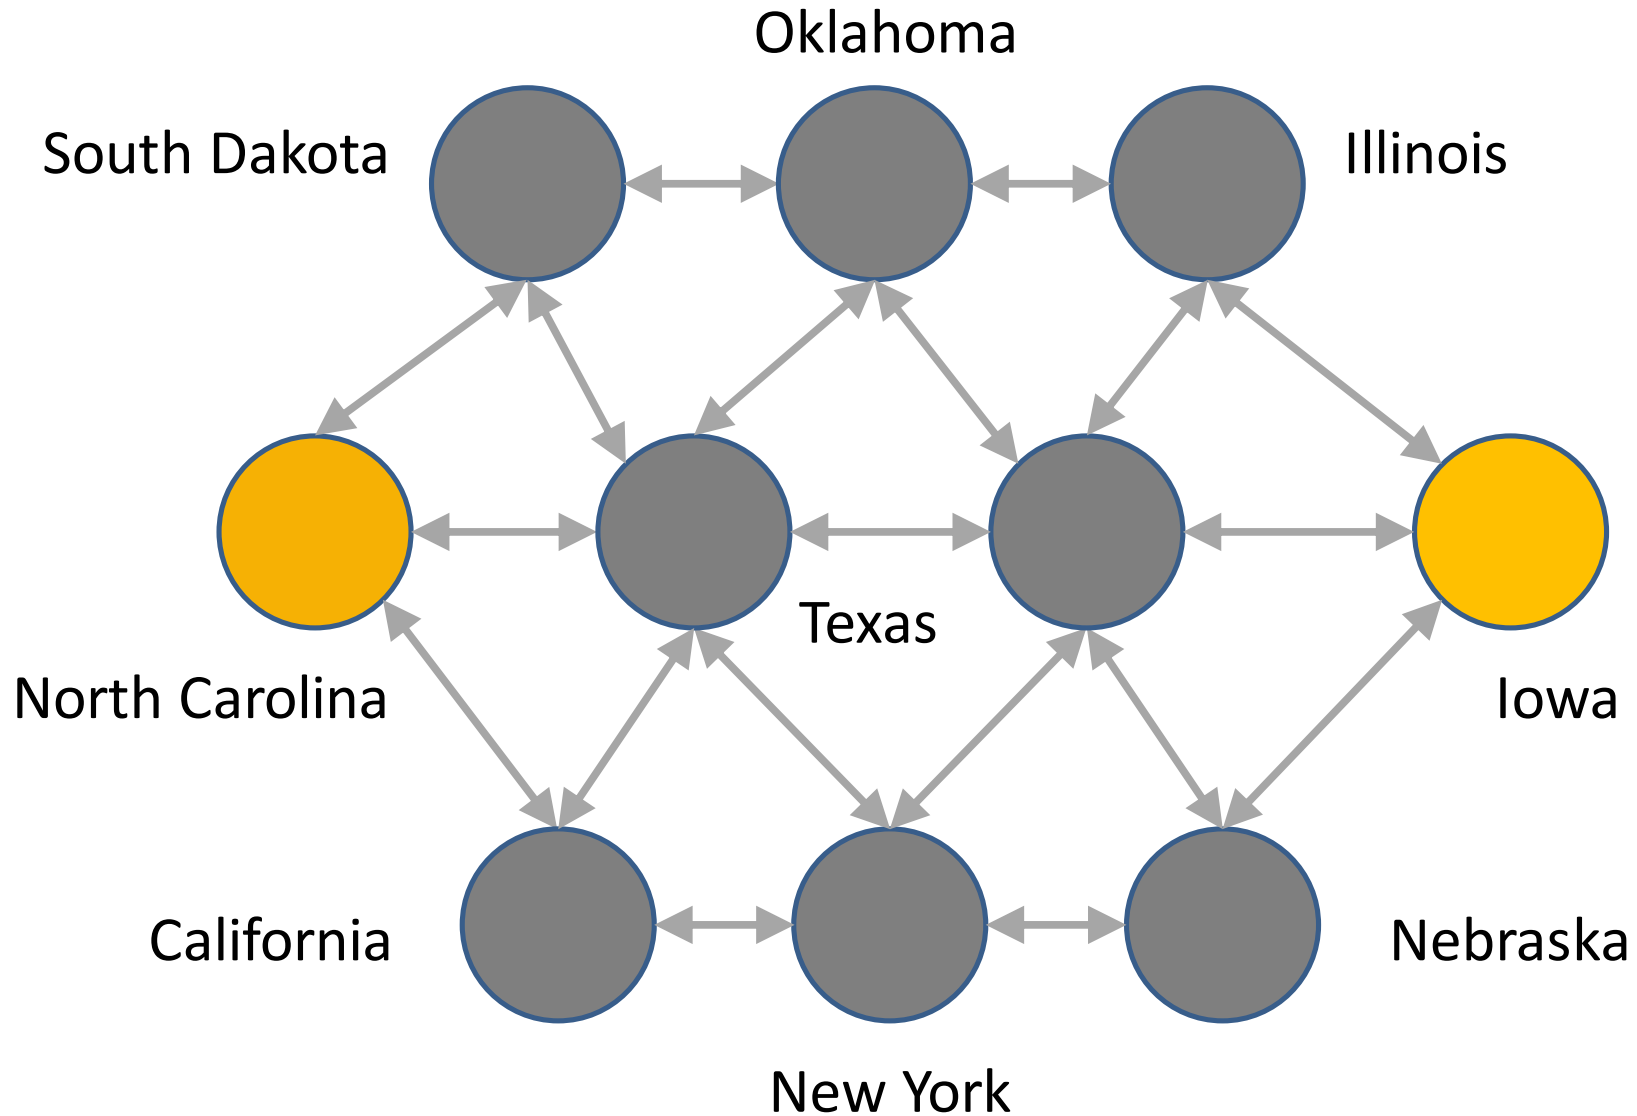 Oklahoma
South Dakota
Illinois
Texas
North Carolina
Iowa
California
Nebraska
New York